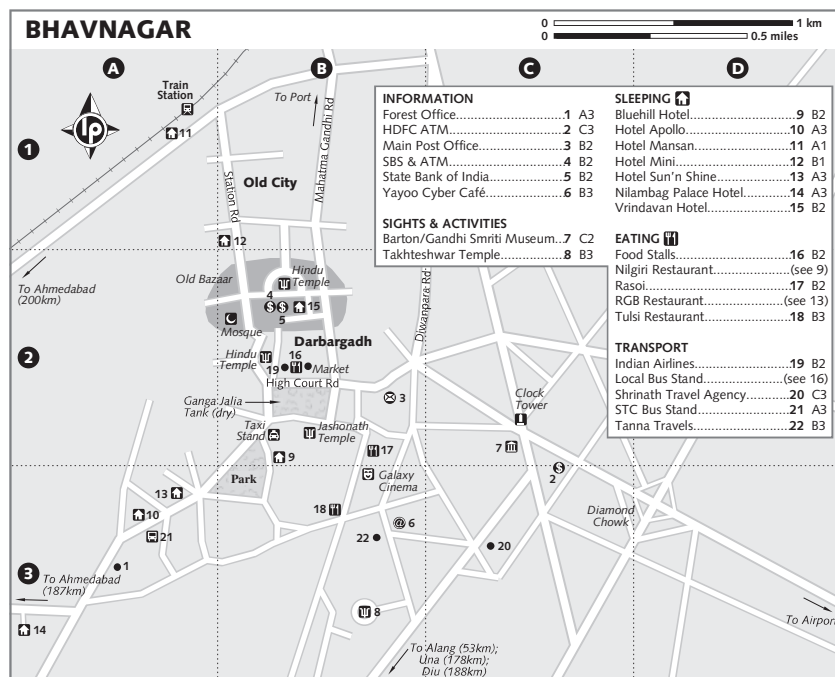 BHAVNAGAR
0 1 km
0 0.5 miles
A
B
C
D
1
2
3
lp
Train
Station
11
To Port
Mahatma Gandhi Rd
Old City
Station Rd
12
To Ahmedabad
(200km)
Old Bazaar
Hindu
Temple
4
5
15
Mosque
Darbargadh
Diwanpara Rd
Hindu
Temple
16
19
Market
High Court Rd
Ganga Jalia
Tank (dry)
3
Clock
Tower
Taxi
Stand
Jashonath
Temple
17
7
9
Park
Galaxy
Cinema
2
13
10
18
6
Diamond
Chowk
21
22
20
1
To Ahmedabad
(187km)
14
8
To Airport
To Alang (53km);
Una (178km);
Diu (188km)
INFORMATION
Forest Office 1 A3
HDFC ATM 2 C3
Main Post Office 3 B2
SBS & ATM 4 B2
State Bank of India 5 B2
Yayoo Cyber Café 6 B3
SIGHTS & ACTIVITIES
Barton/Gandhi Smriti Museum..7 C2
Takhteshwar Temple 8 B3
SLEEPING
Bluehill Hotel 9 B2
Hotel Apollo 10 A3
Hotel Mansan 11 A1
Hotel Mini 12 B1
Hotel Sun'n Shine 13 A3
Nilambag Palace Hotel 14 A3
Vrindavan Hotel 15 B2
EATING
Food Stalls 16 B2
Nilgiri Restaurant (see 9)
Rasoi 17 B2
RGB Restaurant (see 13)
Tulsi Restaurant 18 B3
TRANSPORT
Indian Airlines 19 B2
Local Bus Stand (see 16)
Shrinath Travel Agency 20 C3
STC Bus Stand 21 A3
Tanna Travels 22 B3